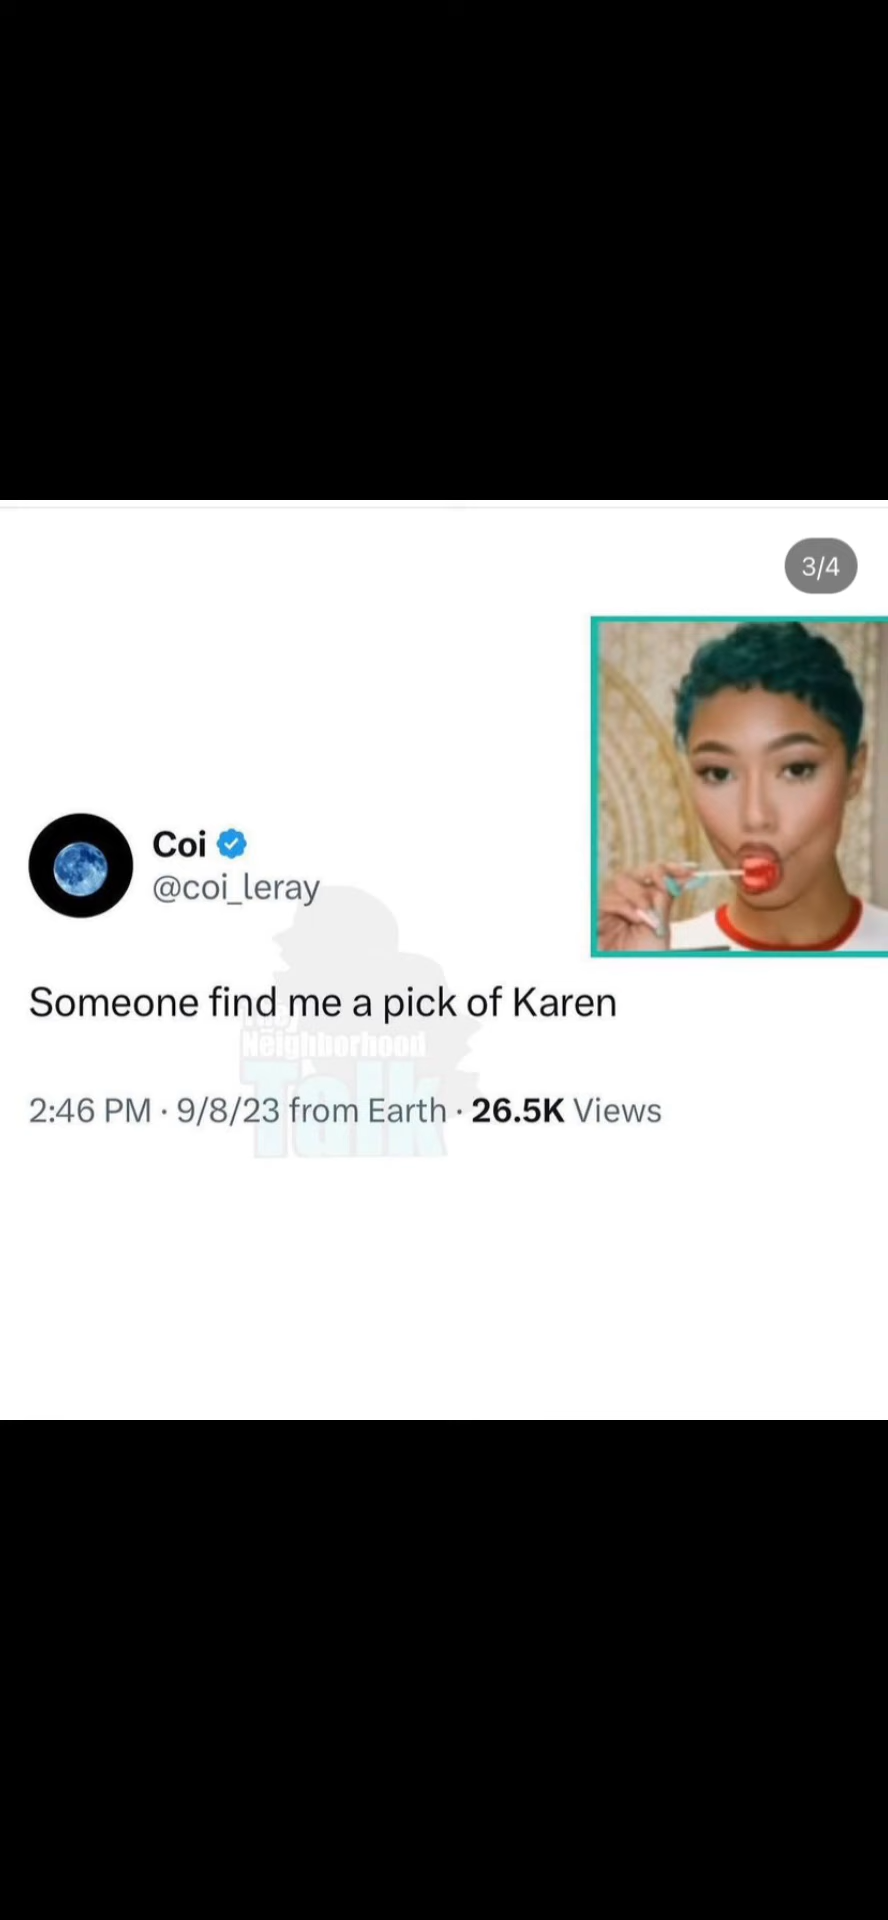 3/4
Coi
@coi_leray
Someone find me a pick of Karen
Neighborhood
Talk
2:46 PM · 9/8/23 from Earth · 26.5K Views